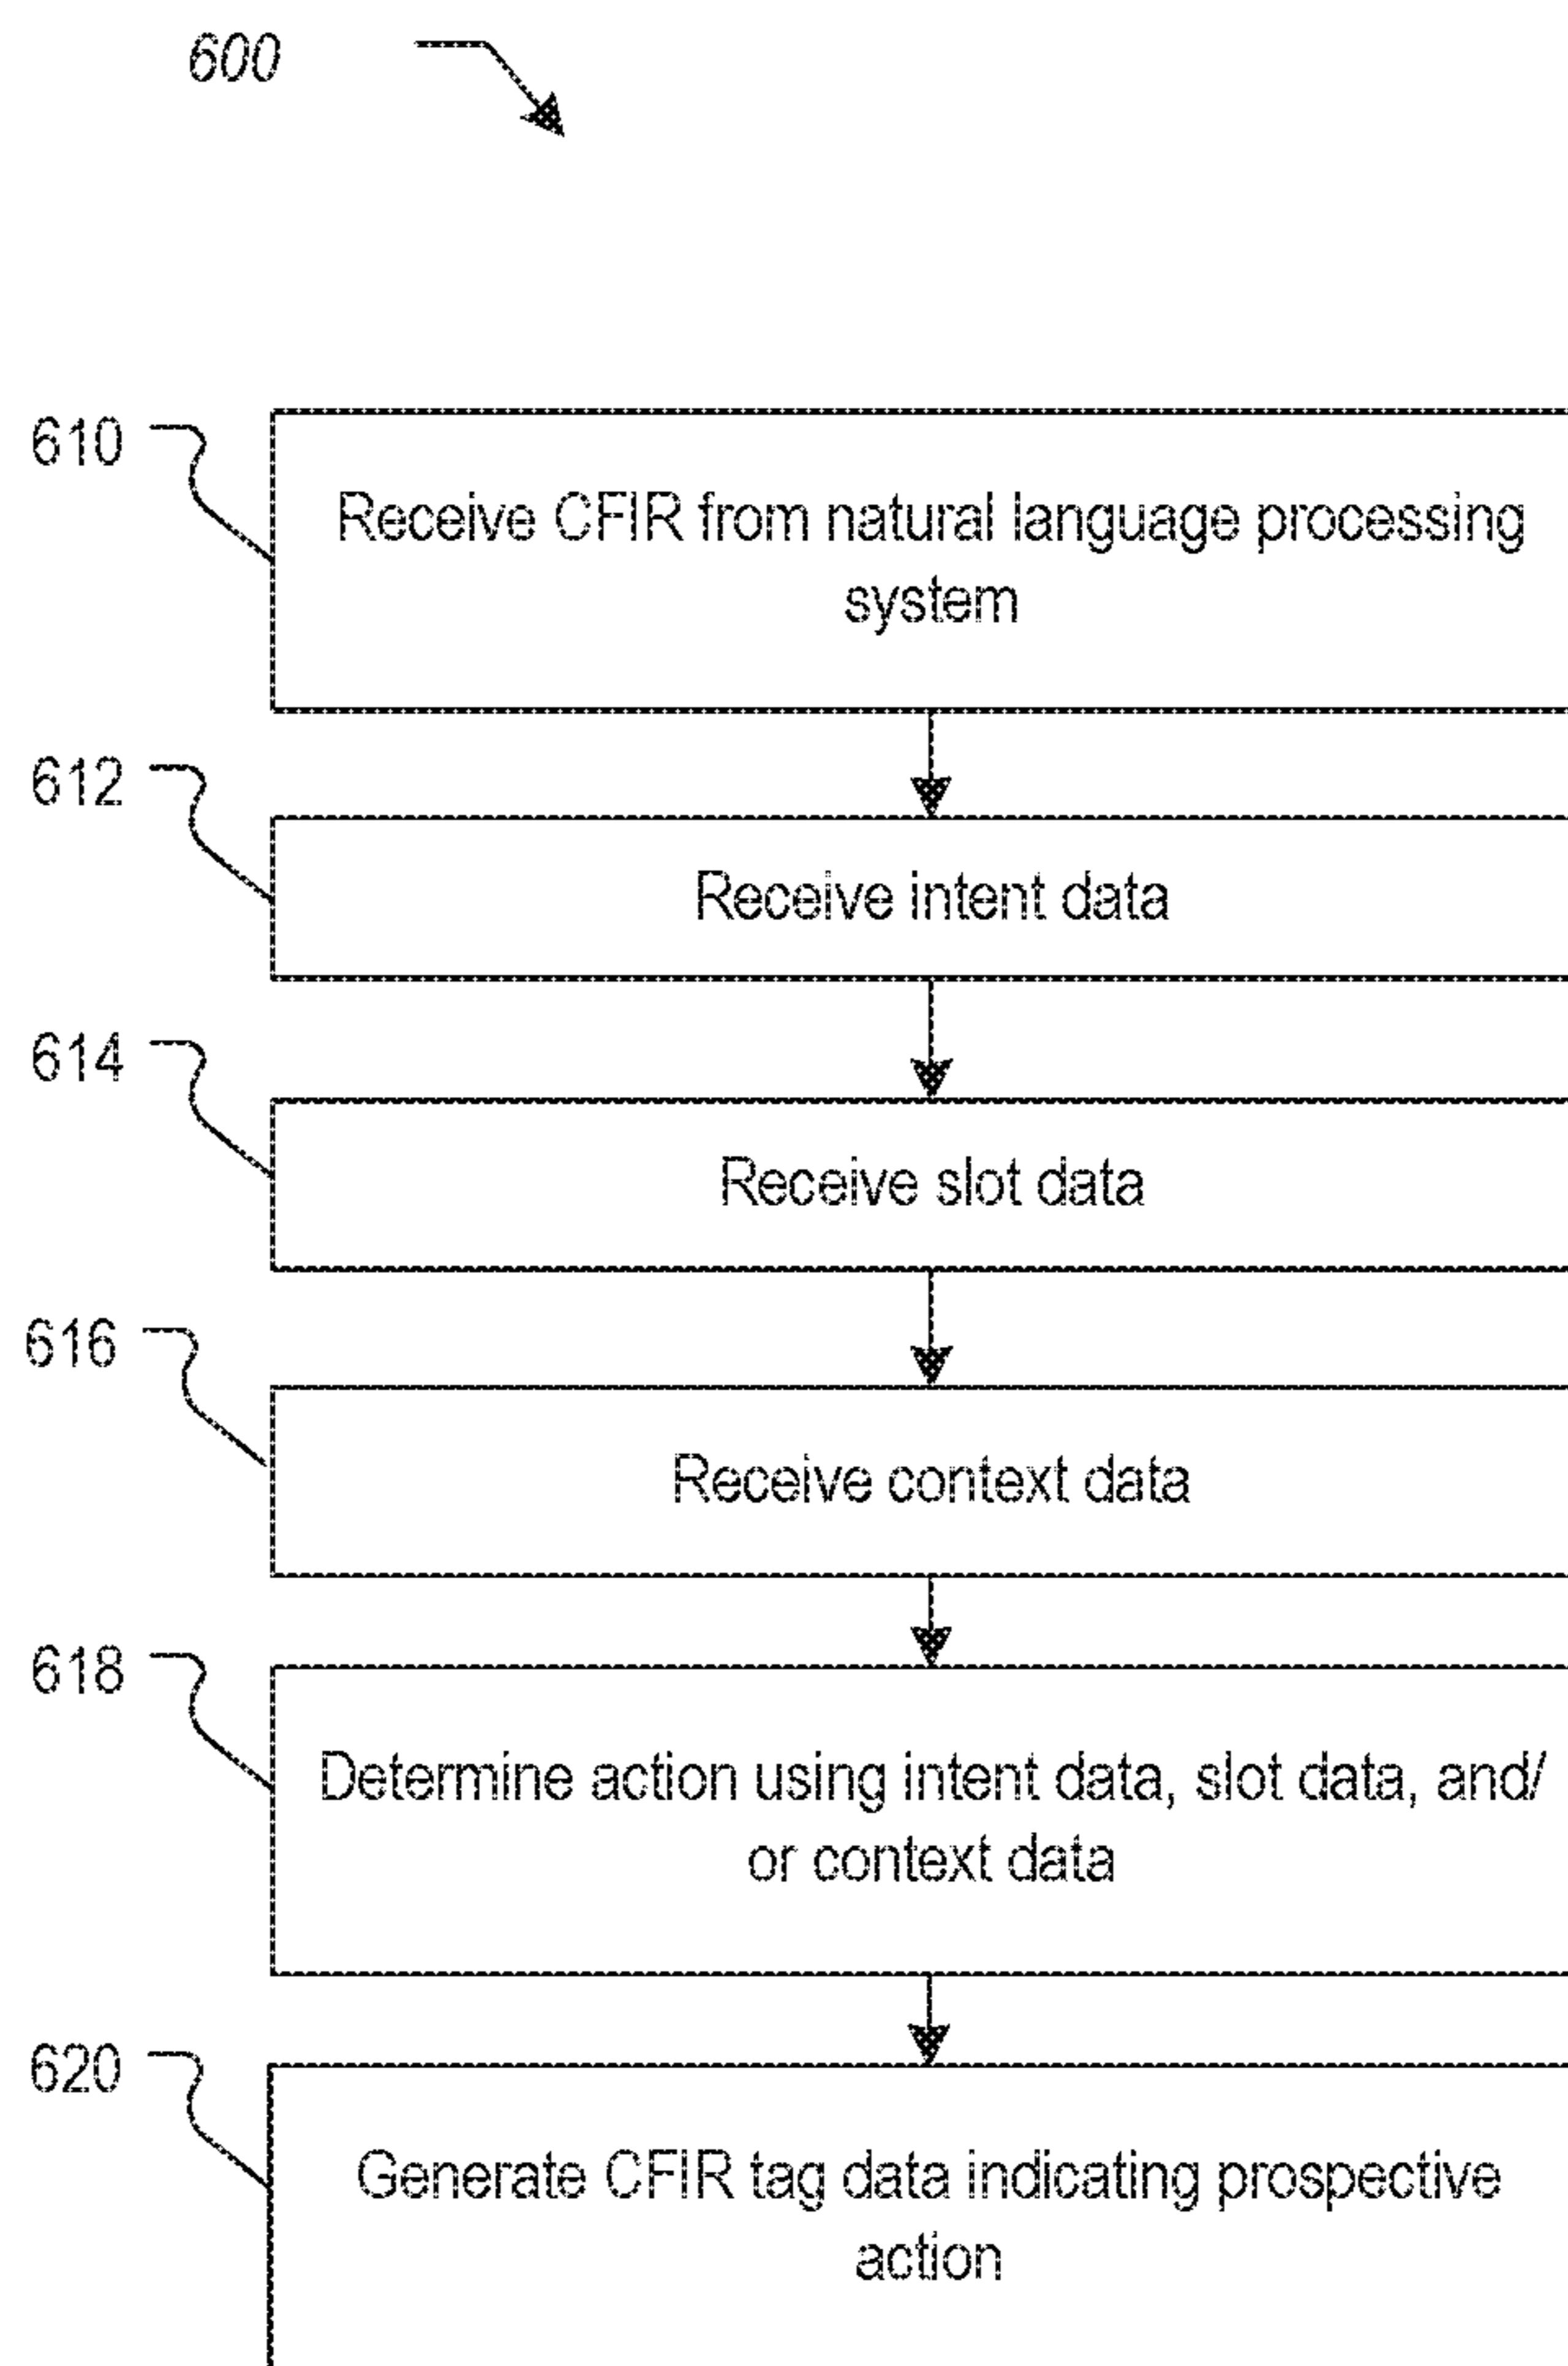 600
610
Receive CFIR from natural language processing
system
612
Receive intent data
614
Receive slot data
616
Receive context data
618
Determine action using intent data, slot data, and/
or context data
620
Generate CFIR tag data indicating prospective
action